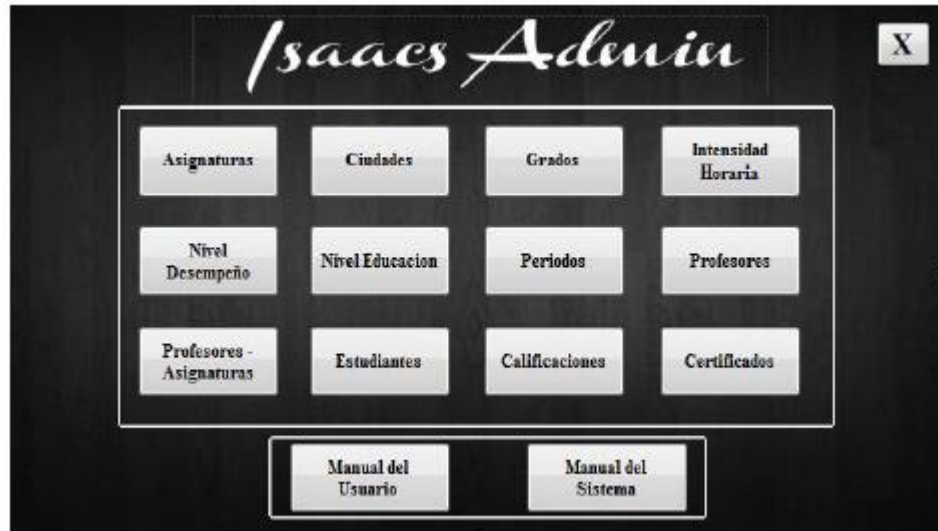 Isaacs Admin
X
Asignaturas
Ciudades
Grados
Intensidad
Horaria
Nivel
Desempeño
Nivel Educacion
Periodos
Profesores
Profesores -
Asignaturas
Estudiantes
Calificaciones
Certificados
Manual del
Usuario
Manual del
Sistema